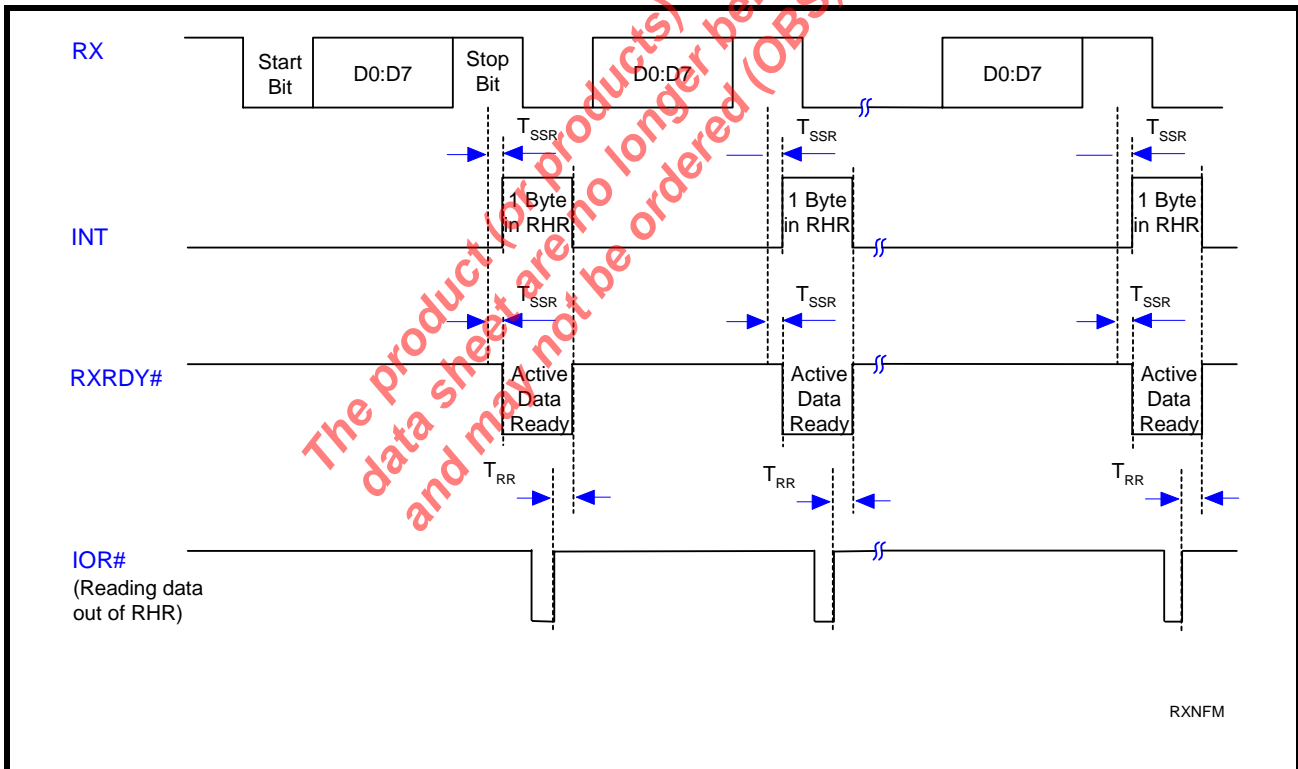 RX
Start
Bit
D0:D7
Stop
Bit
D0:D7
D0:D7
TSSR
TSSR
TSSR
INT
1 Byte
in RHR
1 Byte
in RHR
1 Byte
in RHR
TSSR
TSSR
TSSR
RXRDY#
Active
Data
Ready
Active
Data
Ready
Active
Data
Ready
TRR
TRR
TRR
IOR#
(Reading data
out of RHR)
RXNFM
The product (or products)
data sheet are no longer
and may not be ordered (OBS)